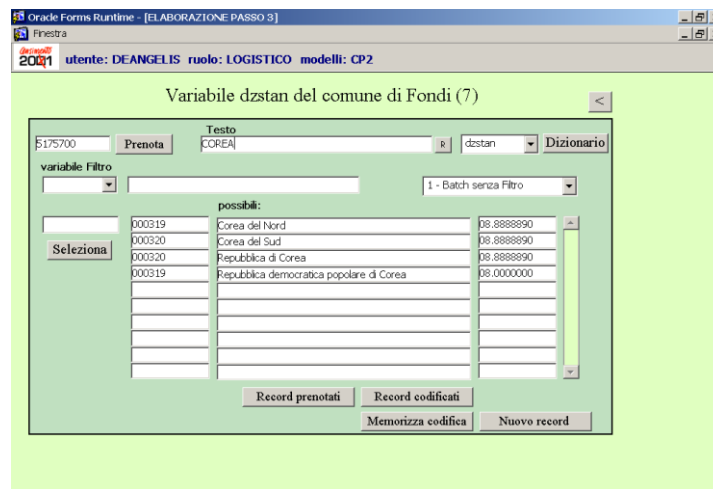 Oracle Forms Runtime - [ELABORAZIONE PASSO 3]
Finestra
Censimenti 2001 utente: DEANGELIS ruolo: LOGISTICO modelli: CP2
Variabile dzstan del comune di Fondi (7)
<
Testo
5175700 Prenota COREA R dzstan Dizionario
variabile Filtro
1 - Batch senza Filtro
possibili:
000319 Corea del Nord 08.8888890
Seleziona
000320 Corea del Sud 08.8888890
000320 Repubblica di Corea 08.8888890
000319 Repubblica democratica popolare di Corea 08.0000000
Record prenotati Record codificati
Memorizza codifica Nuovo record